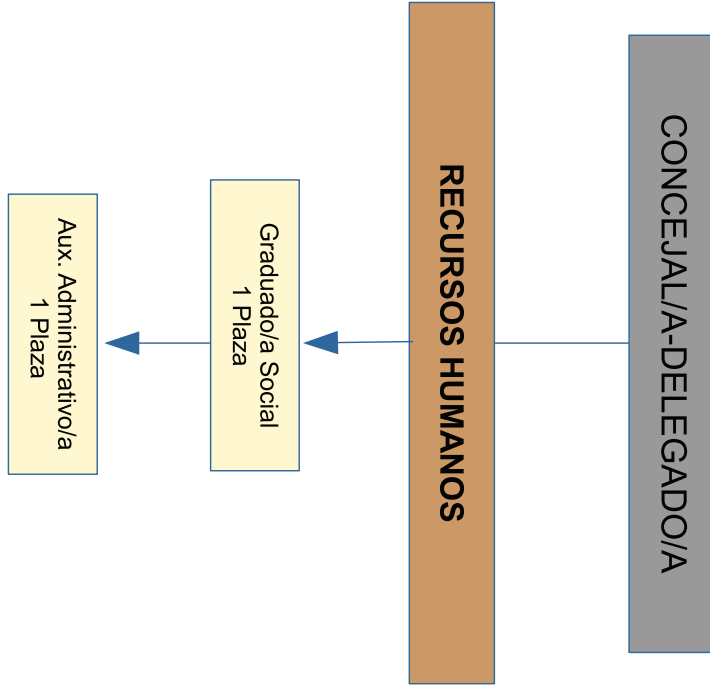 CONCEJAL/A-DELEGADO/A
RECURSOS HUMANOS
Graduado/a Social
1 Plaza
Aux. Administrativo/a
1 Plaza